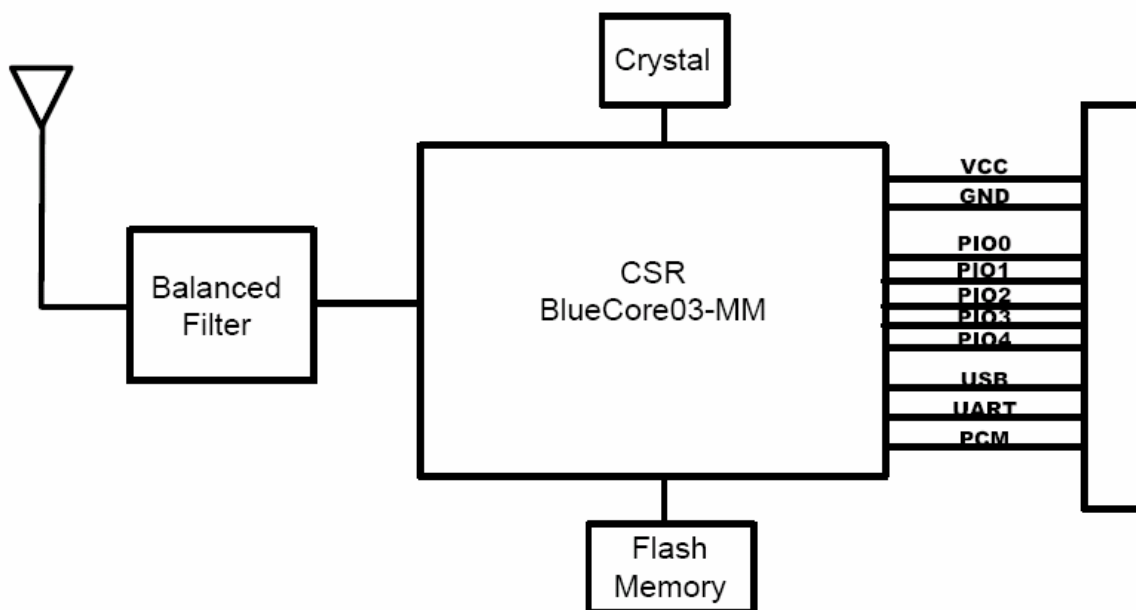 Crystal
VCC
GND
PIO0
PIO1
PIO2
PIO3
PIO4
USB
UART
PCM
CSR
BlueCore03-MM
Balanced
Filter
Flash
Memory